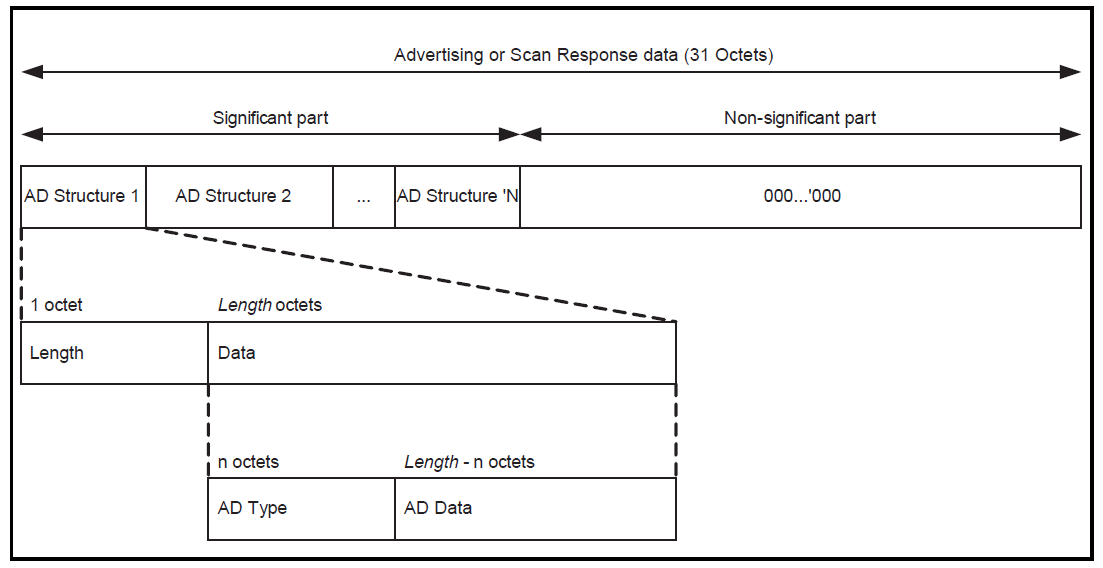 Advertising or Scan Response data (31 Octets)
Significant part
Non-significant part
AD Structure 1
AD Structure 2
...
AD Structure 'N
000...'000
1 octet
Length octets
Length
Data
n octets
Length - n octets
AD Type
AD Data